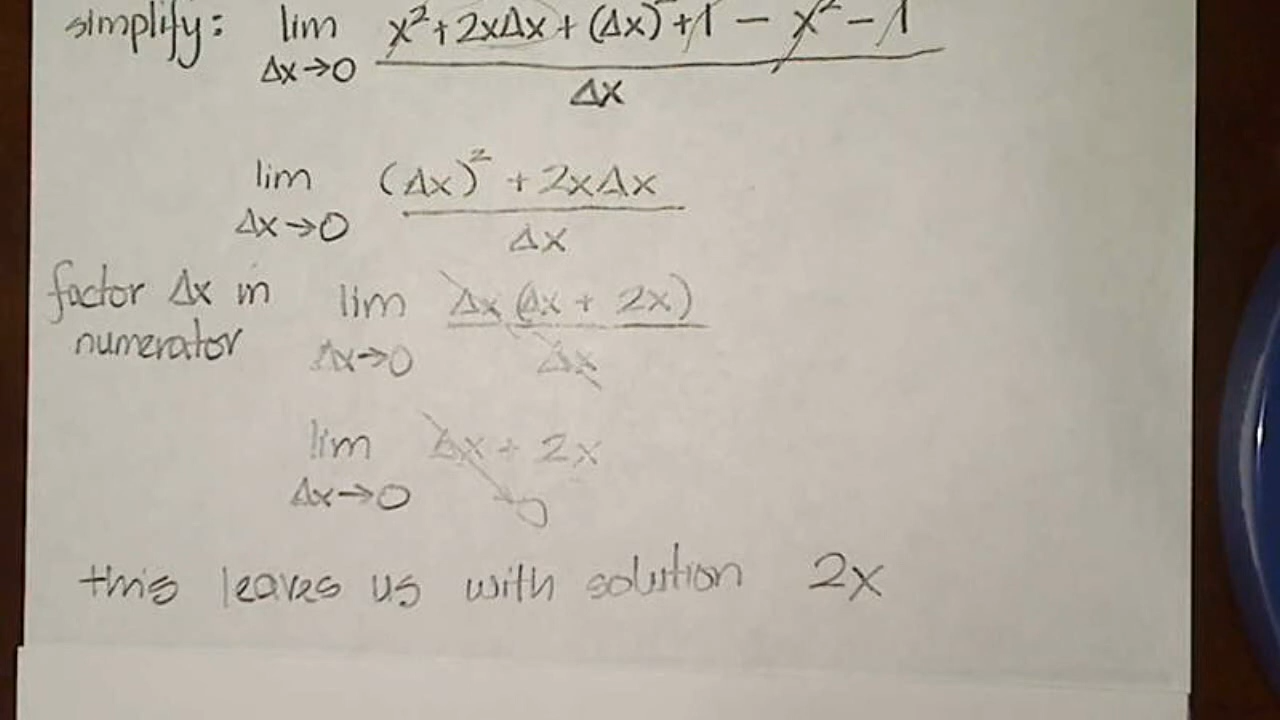 simplify: lim x² + 2xΔx + (Δx)² + 1 - x² - 1
Δx→0 Δx
lim (Δx)² + 2xΔx
Δx→0 Δx
factor Δx in lim Δx (Δx + 2x)
numerator Δx→0 Δx
lim Δx + 2x
Δx→0 0
this leaves us with solution 2x